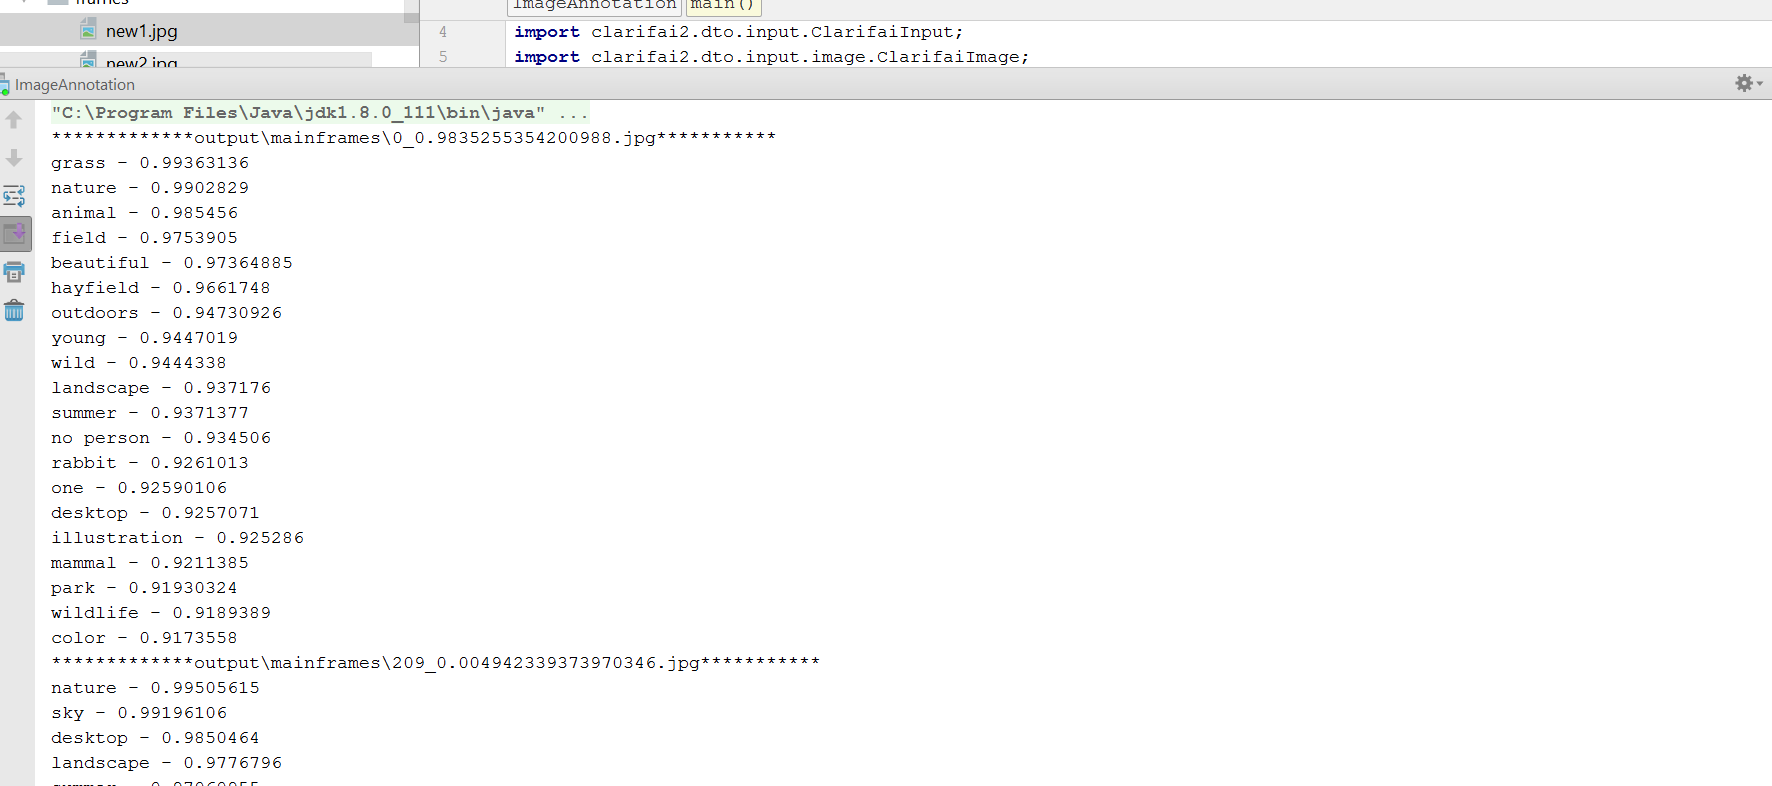 frames
new1.jpg
new2.jpg
ImageAnnotation main()
4 import clarifai2.dto.input.ClarifaiInput;
5 import clarifai2.dto.input.image.ClarifaiImage;
ImageAnnotation
"C:\Program Files\Java\jdk1.8.0_111\bin\java" ...
*************output\mainframes\0_0.9835255354200988.jpg***********
grass - 0.99363136
nature - 0.9902829
animal - 0.985456
field - 0.9753905
beautiful - 0.97364885
hayfield - 0.9661748
outdoors - 0.94730926
young - 0.9447019
wild - 0.9444338
landscape - 0.937176
summer - 0.9371377
no person - 0.934506
rabbit - 0.9261013
one - 0.92590106
desktop - 0.9257071
illustration - 0.925286
mammal - 0.9211385
park - 0.91930324
wildlife - 0.9189389
color - 0.9173558
*************output\mainframes\209_0.004942339373970346.jpg***********
nature - 0.99505615
sky - 0.99196106
desktop - 0.9850464
landscape - 0.9776796